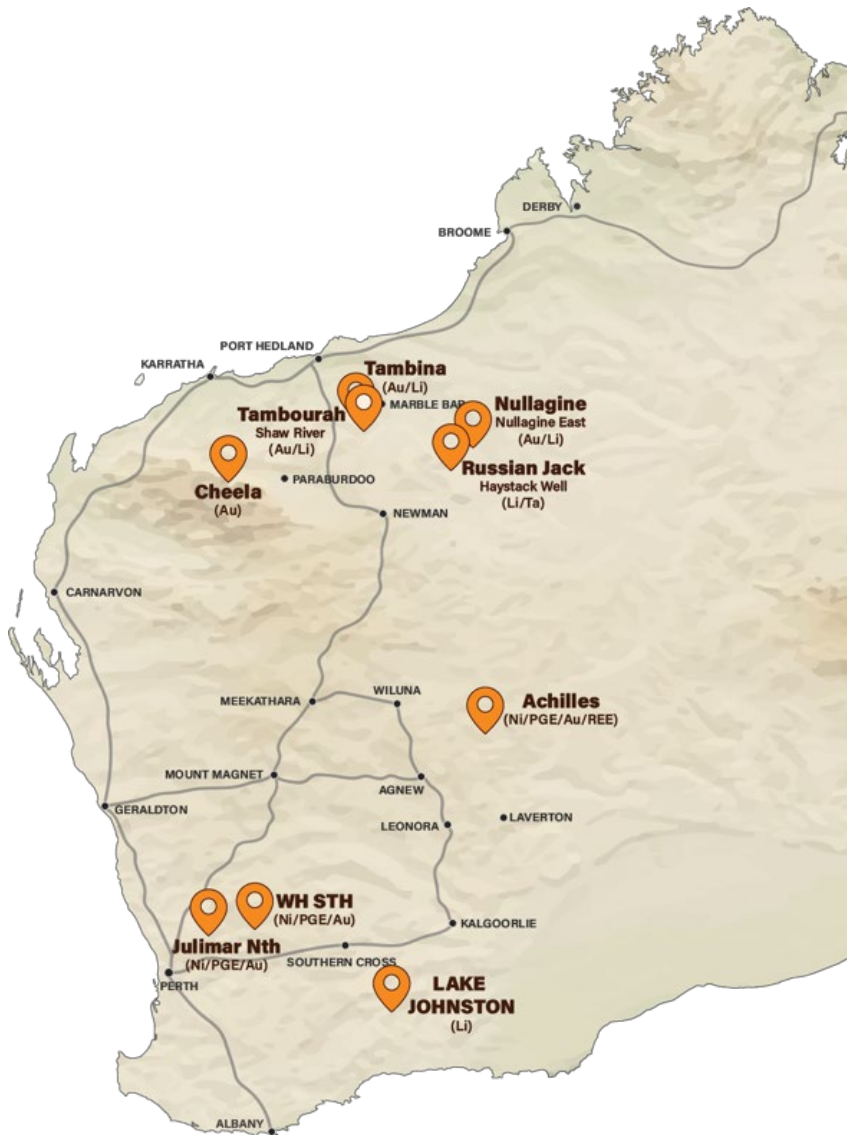 DERBY
BROOME
PORT HEDLAND
KARRATHA
Tambina
(Au/Li)
MARBLE BAR
Tambourah
Shaw River
(Au/Li)
Nullagine
Nullagine East
(Au/Li)
Russian Jack
Haystack Well
(Li/Ta)
Cheela
(Au)
PARABURDOO
NEWMAN
CARNARVON
MEEKATHARA
WILUNA
Achilles
(Ni/PGE/Au/REE)
MOUNT MAGNET
AGNEW
GERALDTON
LEONORA
LAVERTON
WH STH
(Ni/PGE/Au)
Julimar Nth
(Ni/PGE/Au)
KALGOORLIE
SOUTHERN CROSS
PERTH
LAKE
JOHNSTON
(Li)
ALBANY